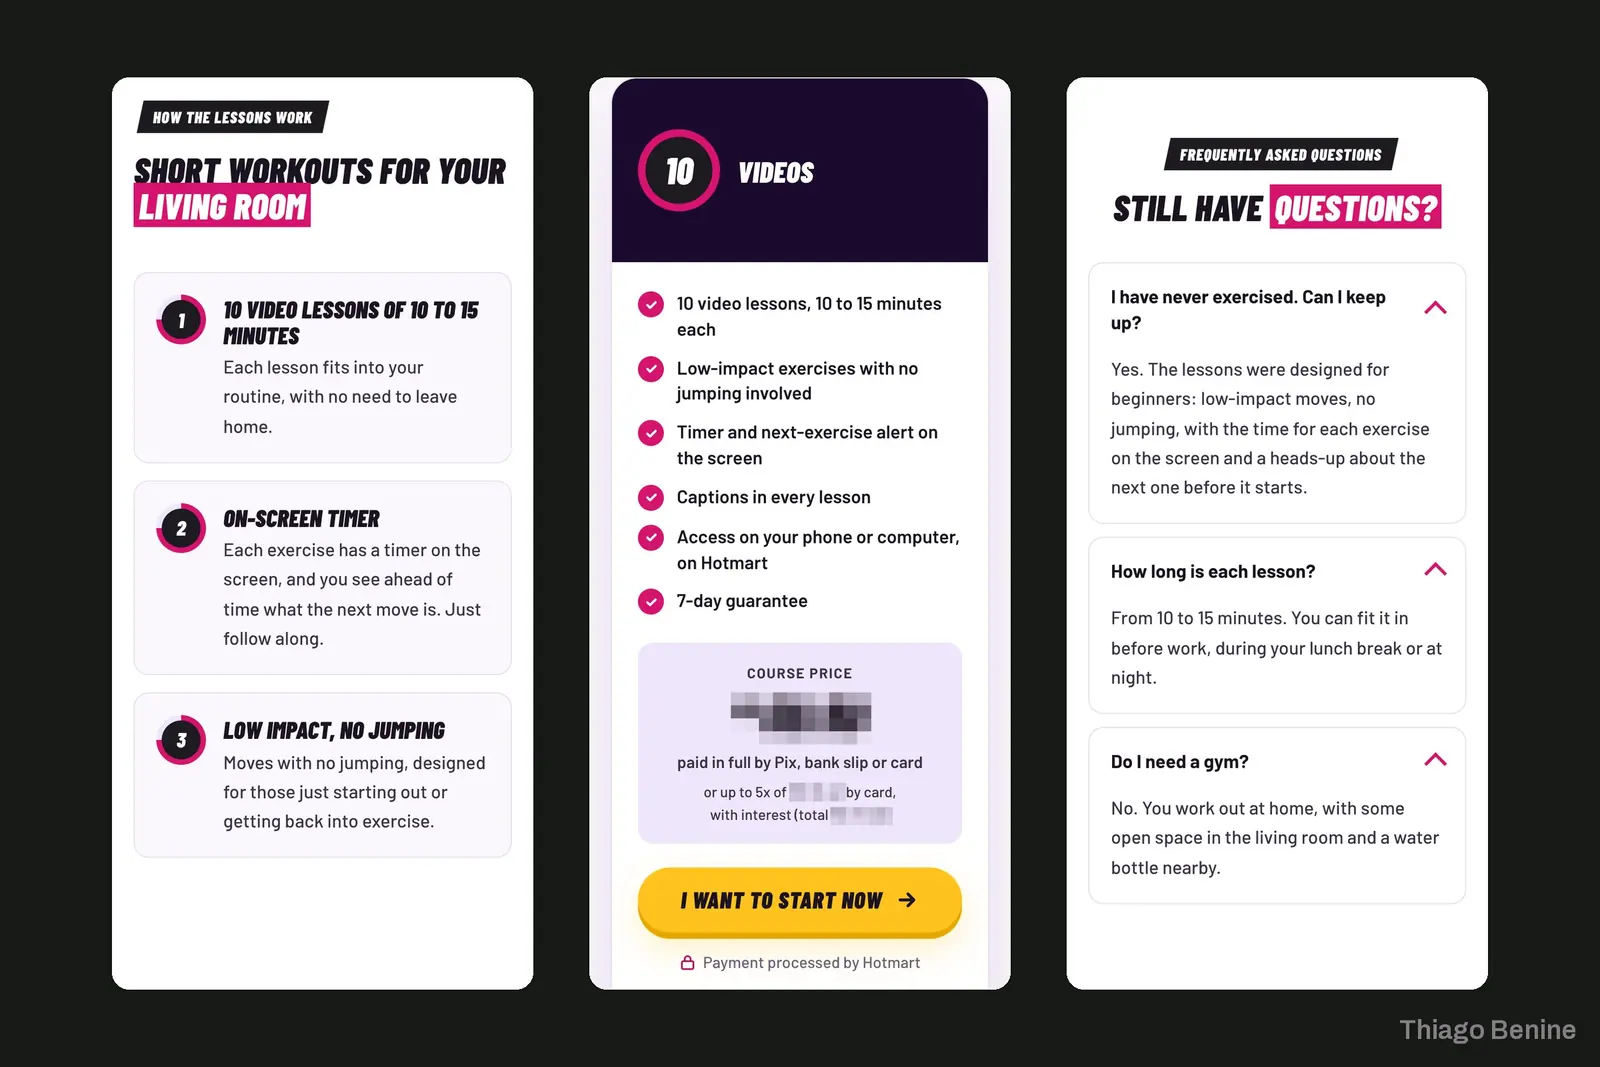 HOW THE LESSONS WORK
SHORT WORKOUTS FOR YOUR
LIVING ROOM
1
10 VIDEO LESSONS OF 10 TO 15
MINUTES
Each lesson fits into your
routine, with no need to leave
home.
2
ON-SCREEN TIMER
Each exercise has a timer on the
screen, and you see ahead of
time what the next move is. Just
follow along.
3
LOW IMPACT, NO JUMPING
Moves with no jumping, designed
for those just starting out or
getting back into exercise.
10
VIDEOS
10 video lessons, 10 to 15 minutes
each
Low-impact exercises with no
jumping involved
Timer and next-exercise alert on
the screen
Captions in every lesson
Access on your phone or computer,
on Hotmart
7-day guarantee
COURSE PRICE
paid in full by Pix, bank slip or card
or up to 5x of by card,
with interest (total
I WANT TO START NOW
Payment processed by Hotmart
FREQUENTLY ASKED QUESTIONS
STILL HAVE QUESTIONS?
I have never exercised. Can I keep
up?
Yes. The lessons were designed for
beginners: low-impact moves, no
jumping, with the time for each exercise
on the screen and a heads-up about the
next one before it starts.
How long is each lesson?
From 10 to 15 minutes. You can fit it in
before work, during your lunch break or at
night.
Do I need a gym?
No. You work out at home, with some
open space in the living room and a water
bottle nearby.
Thiago Benine